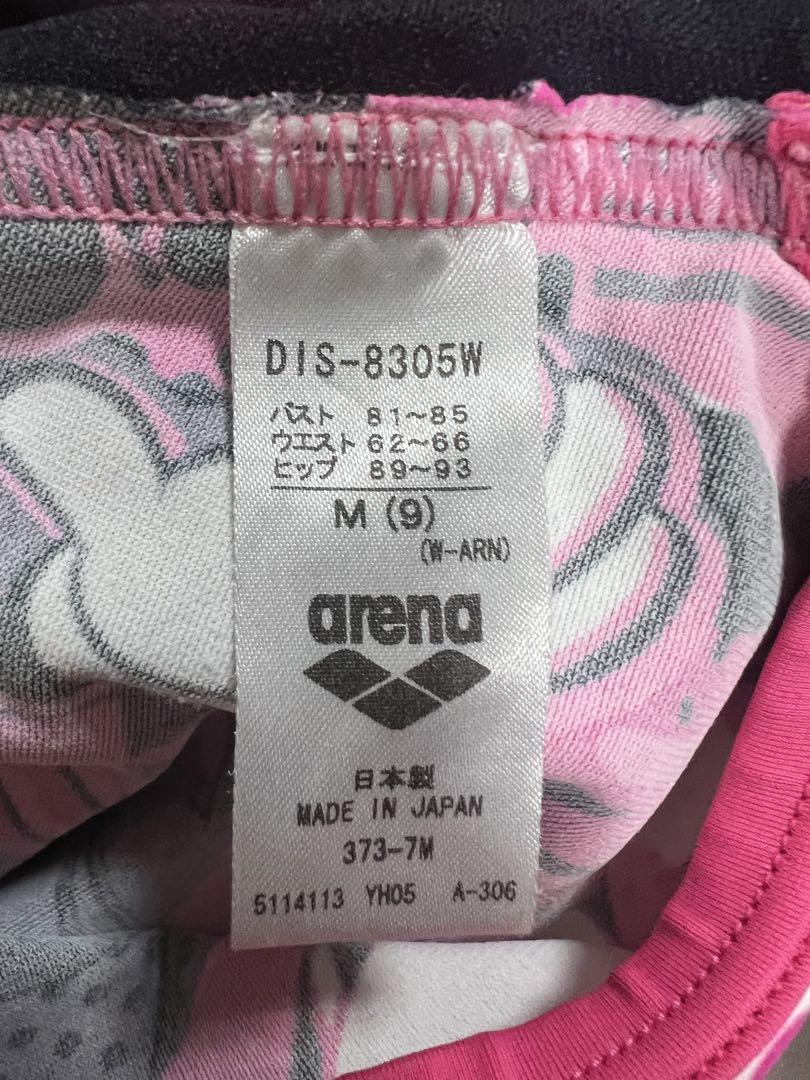 DIS-8305W
バスト 81～85
ウエスト 62～66
ヒップ 89～93
M (9)
(W-ARN)
arena
日本製
MADE IN JAPAN
373-7M
5114113 YH05 A-306